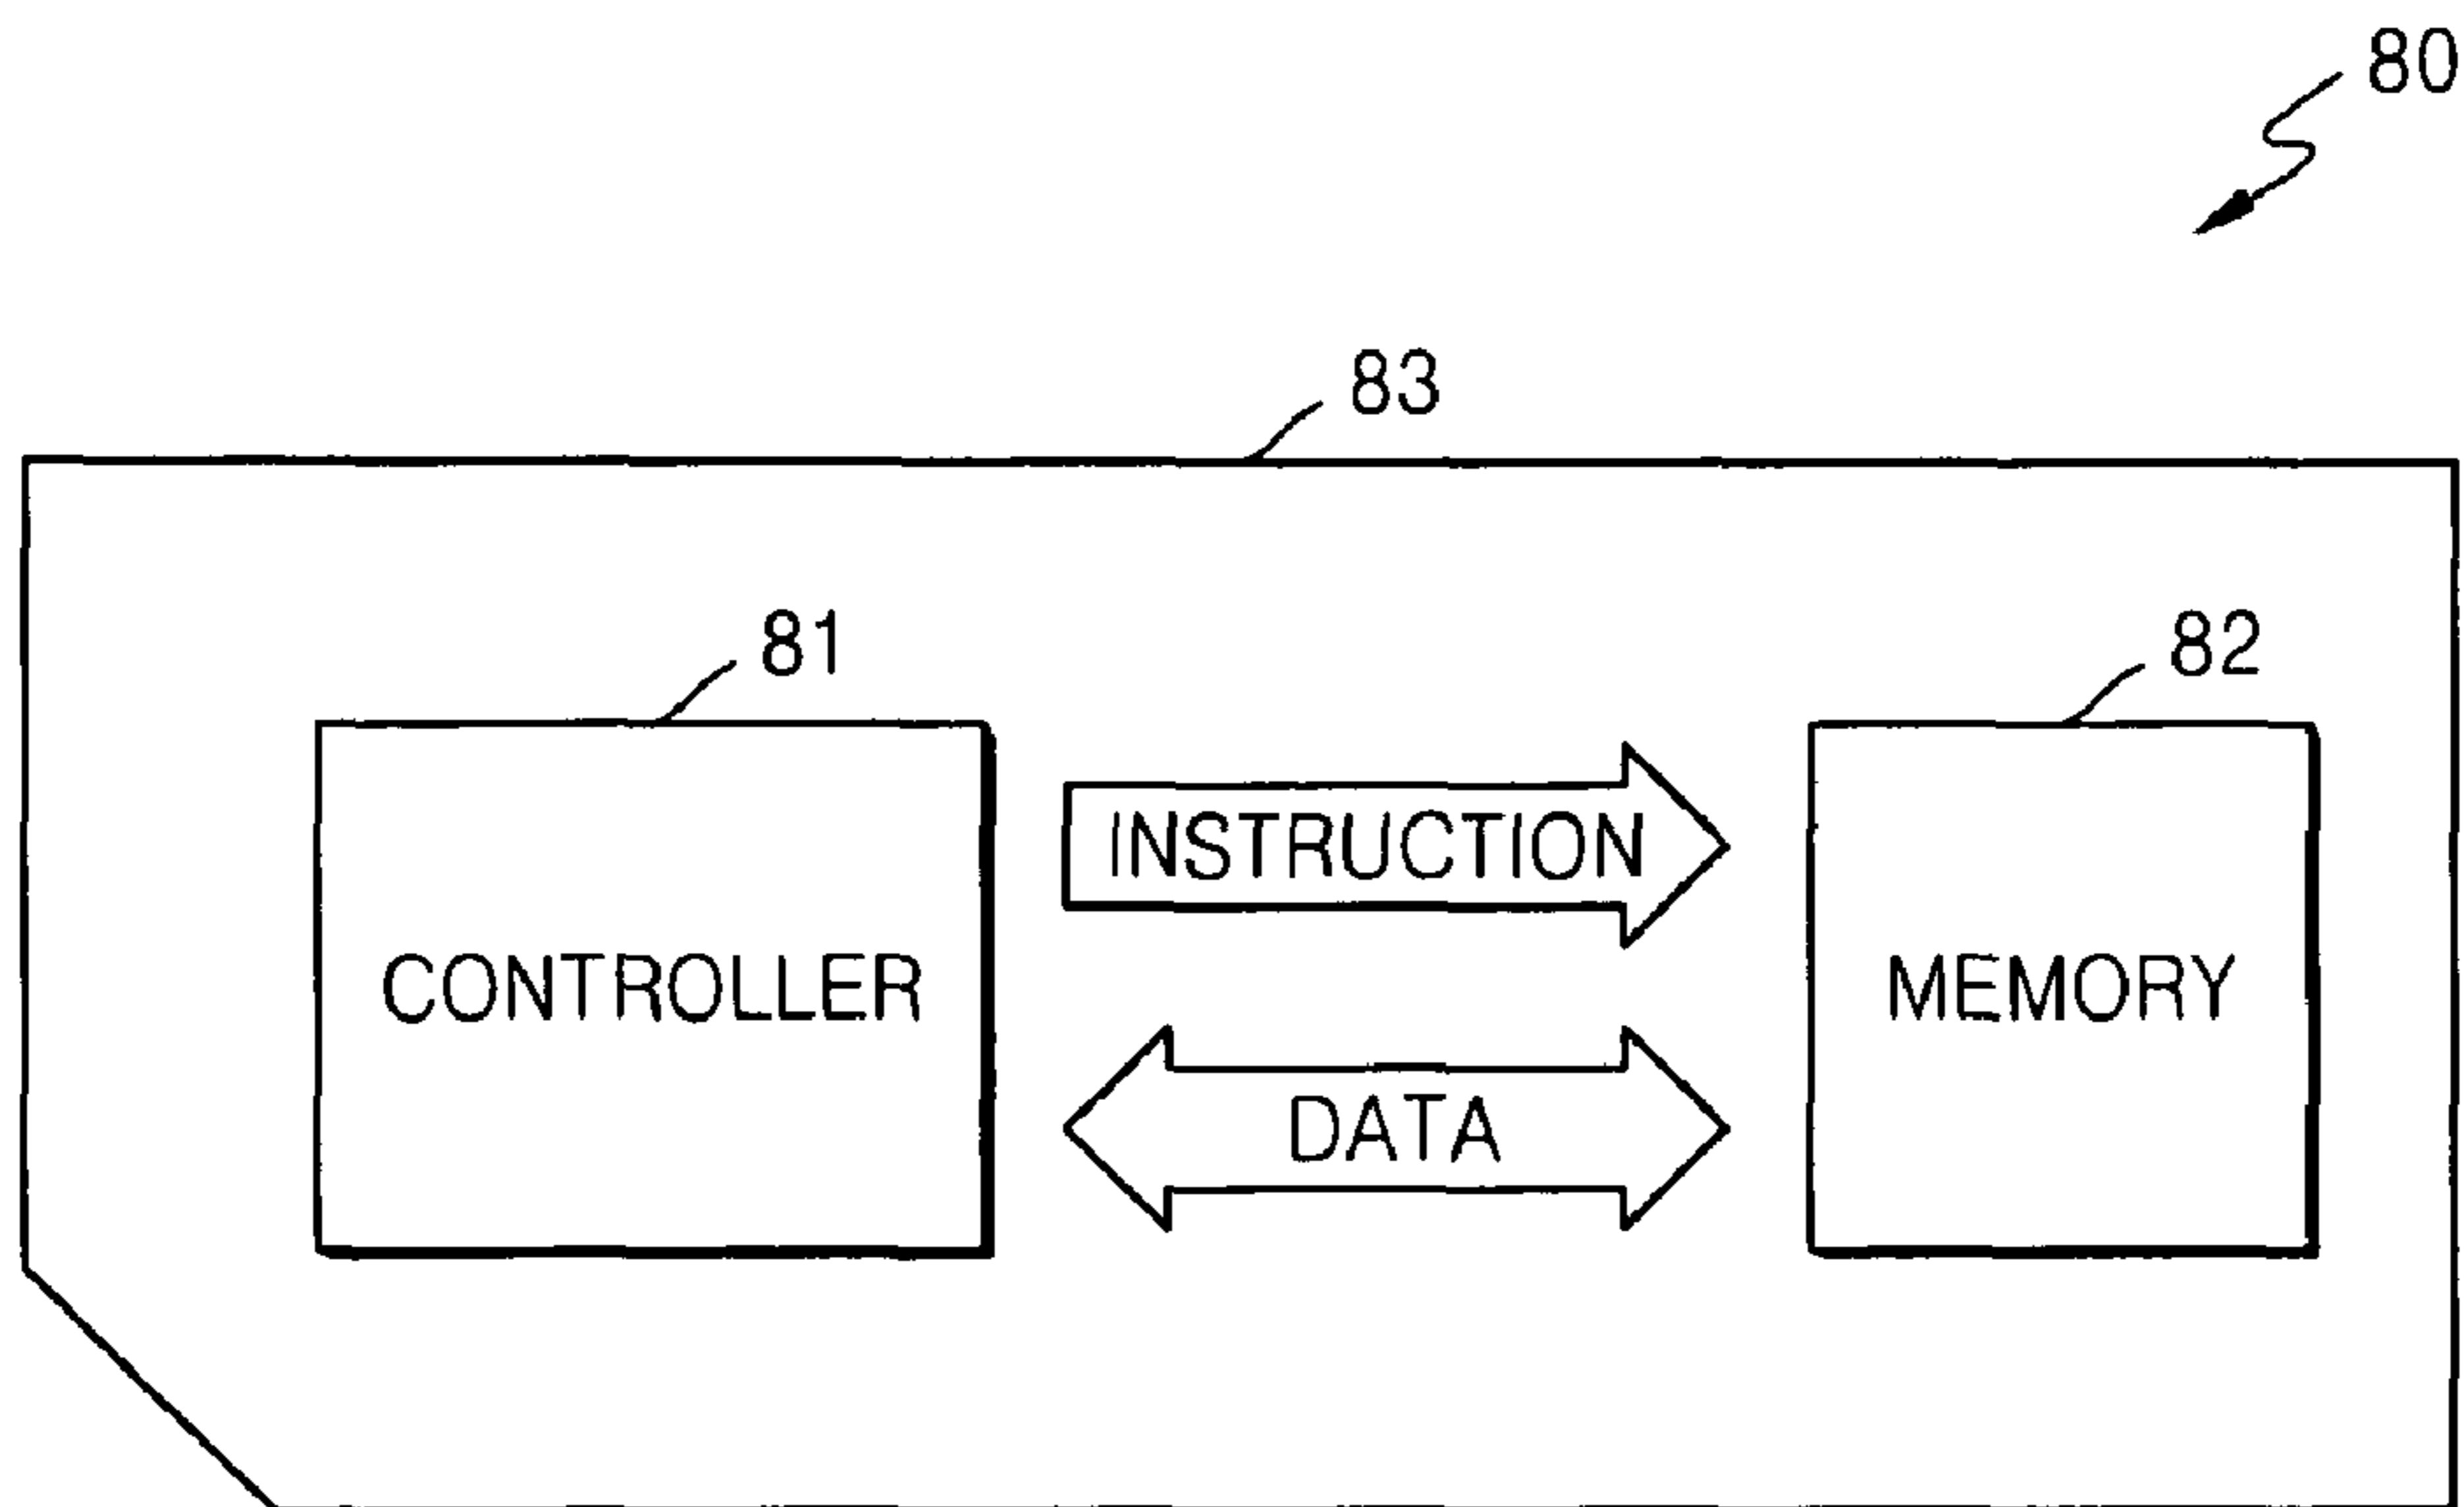 80
83
81
82
INSTRUCTION
CONTROLLER
MEMORY
DATA